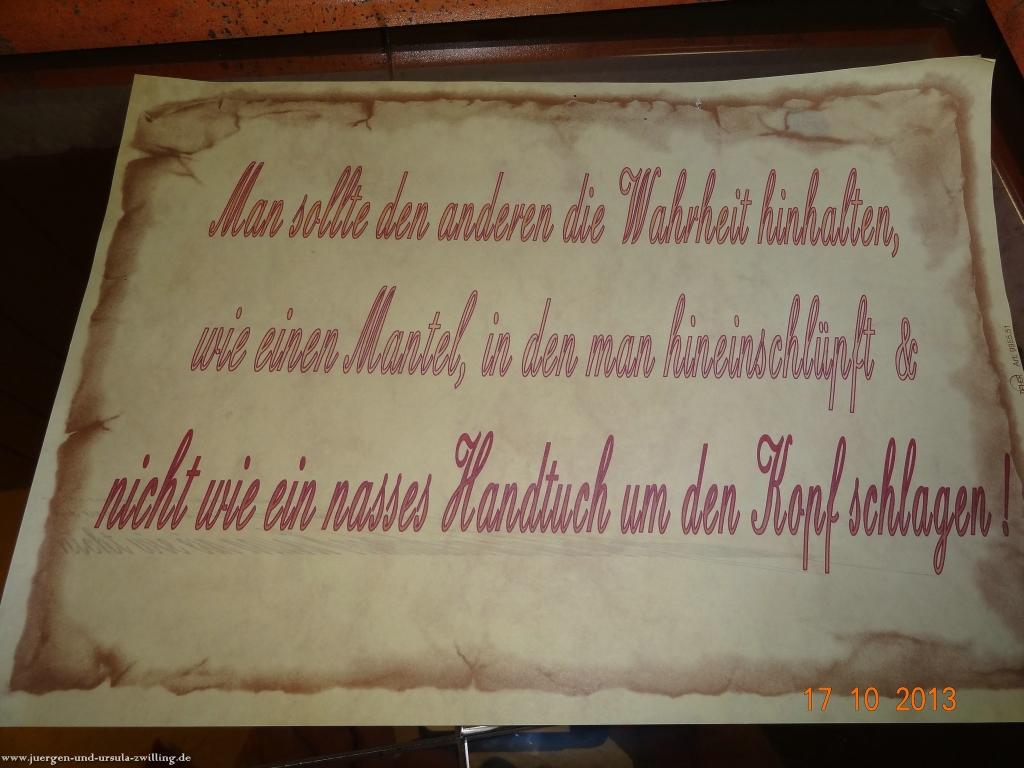 Man sollte den anderen die Wahrheit hinhalten,
wie einen Mantel, in den man hineinschlüpft &
nicht wie ein nasses Handtuch um den Kopf schlagen !
17 10 2013
www.juergen-und-ursula-zwilling.de